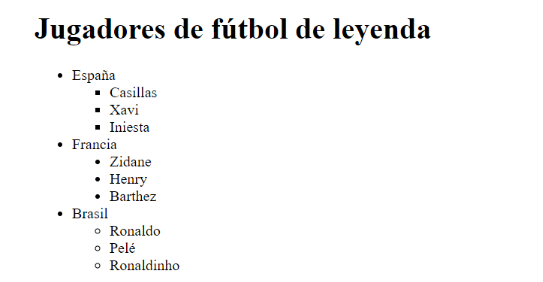 Jugadores de fútbol de leyenda
España
Casillas
Xavi
Iniesta
Francia
Zidane
Henry
Barthez
Brasil
Ronaldo
Pelé
Ronaldinho